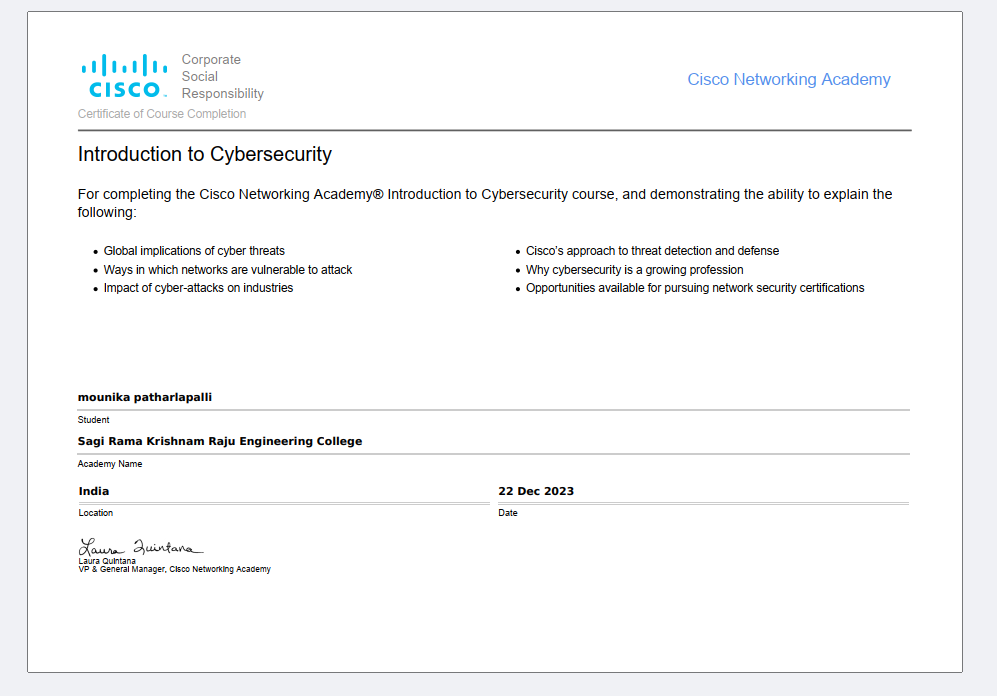 Corporate
Social
CISCO. Responsibility
Cisco Networking Academy
Certificate of Course Completion
Introduction to Cybersecurity
For completing the Cisco Networking Academy® Introduction to Cybersecurity course, and demonstrating the ability to explain the
following:
• Global implications of cyber threats
• Ways in which networks are vulnerable to attack
• Impact of cyber-attacks on industries
• Cisco's approach to threat detection and defense
• Why cybersecurity is a growing profession
• Opportunities available for pursuing network security certifications
mounika patharlapalli
Student
Sagi Rama Krishnam Raju Engineering College
Academy Name
India
Location
22 Dec 2023
Date
Laura Quintana
Laura Quintana
VP & General Manager, Cisco Networking Academy